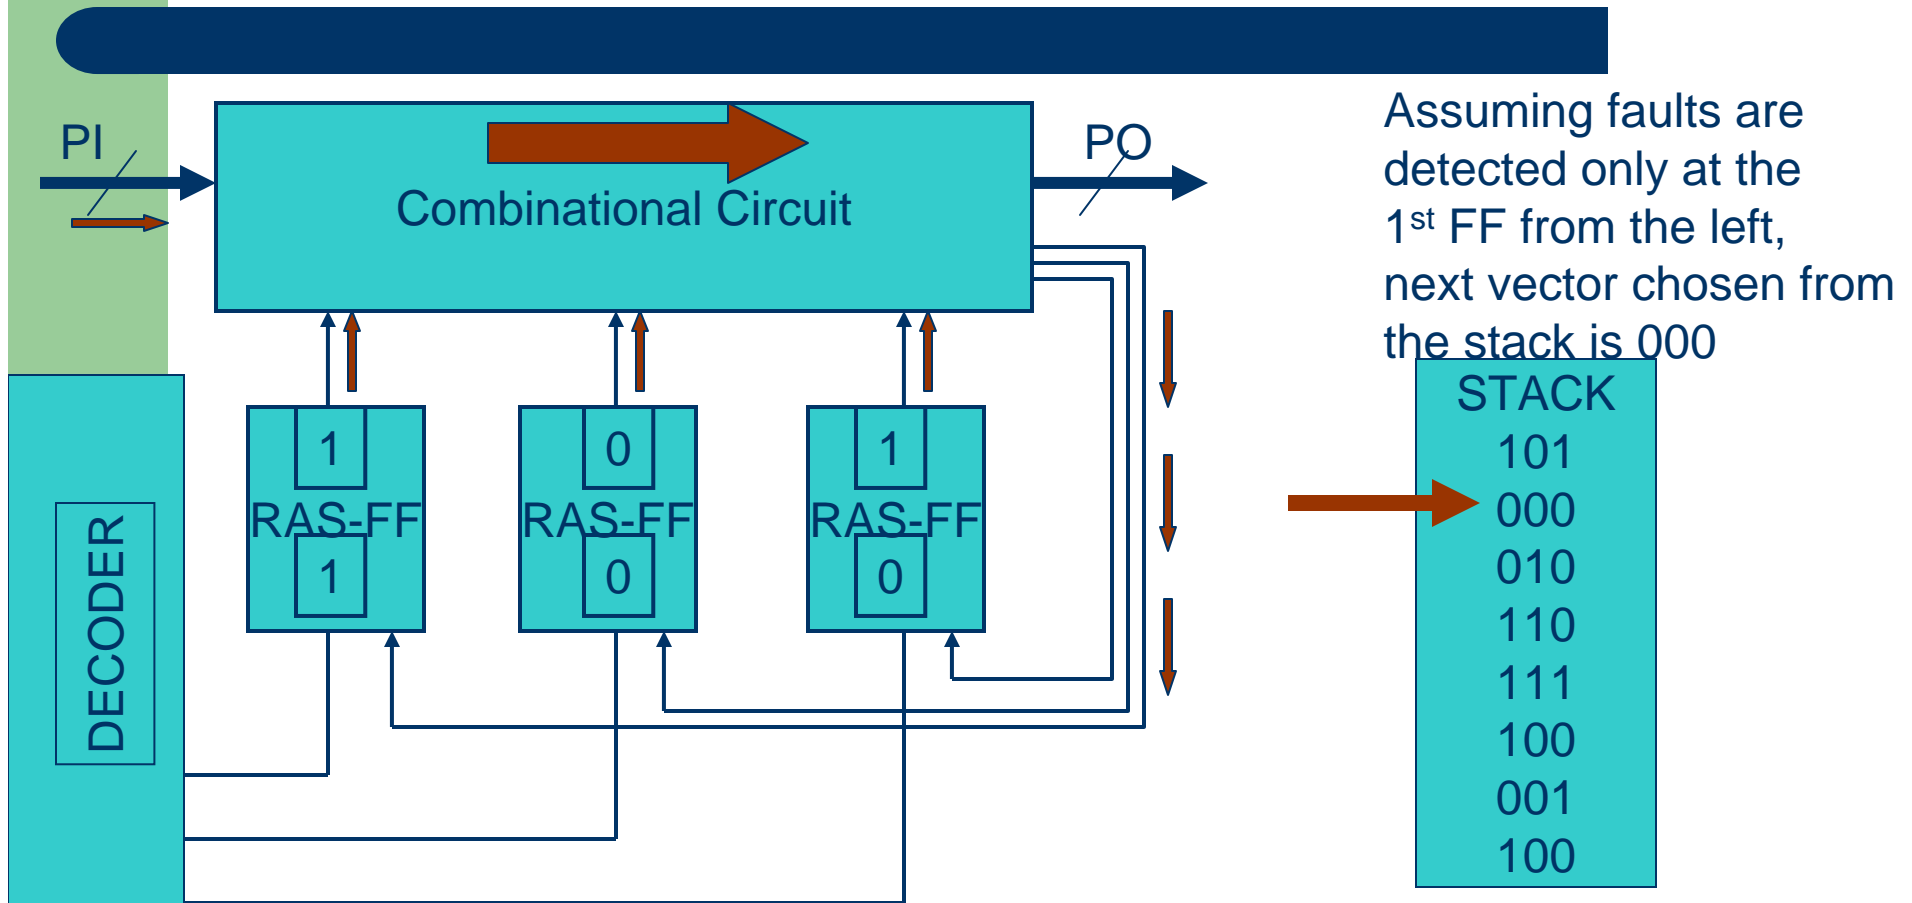 PI
PO
Combinational Circuit
Assuming faults are
detected only at the
1st FF from the left,
next vector chosen from
the stack is 000
1
RAS-FF
1
0
RAS-FF
0
1
RAS-FF
0
DECODER
STACK
101
000
010
110
111
100
001
100